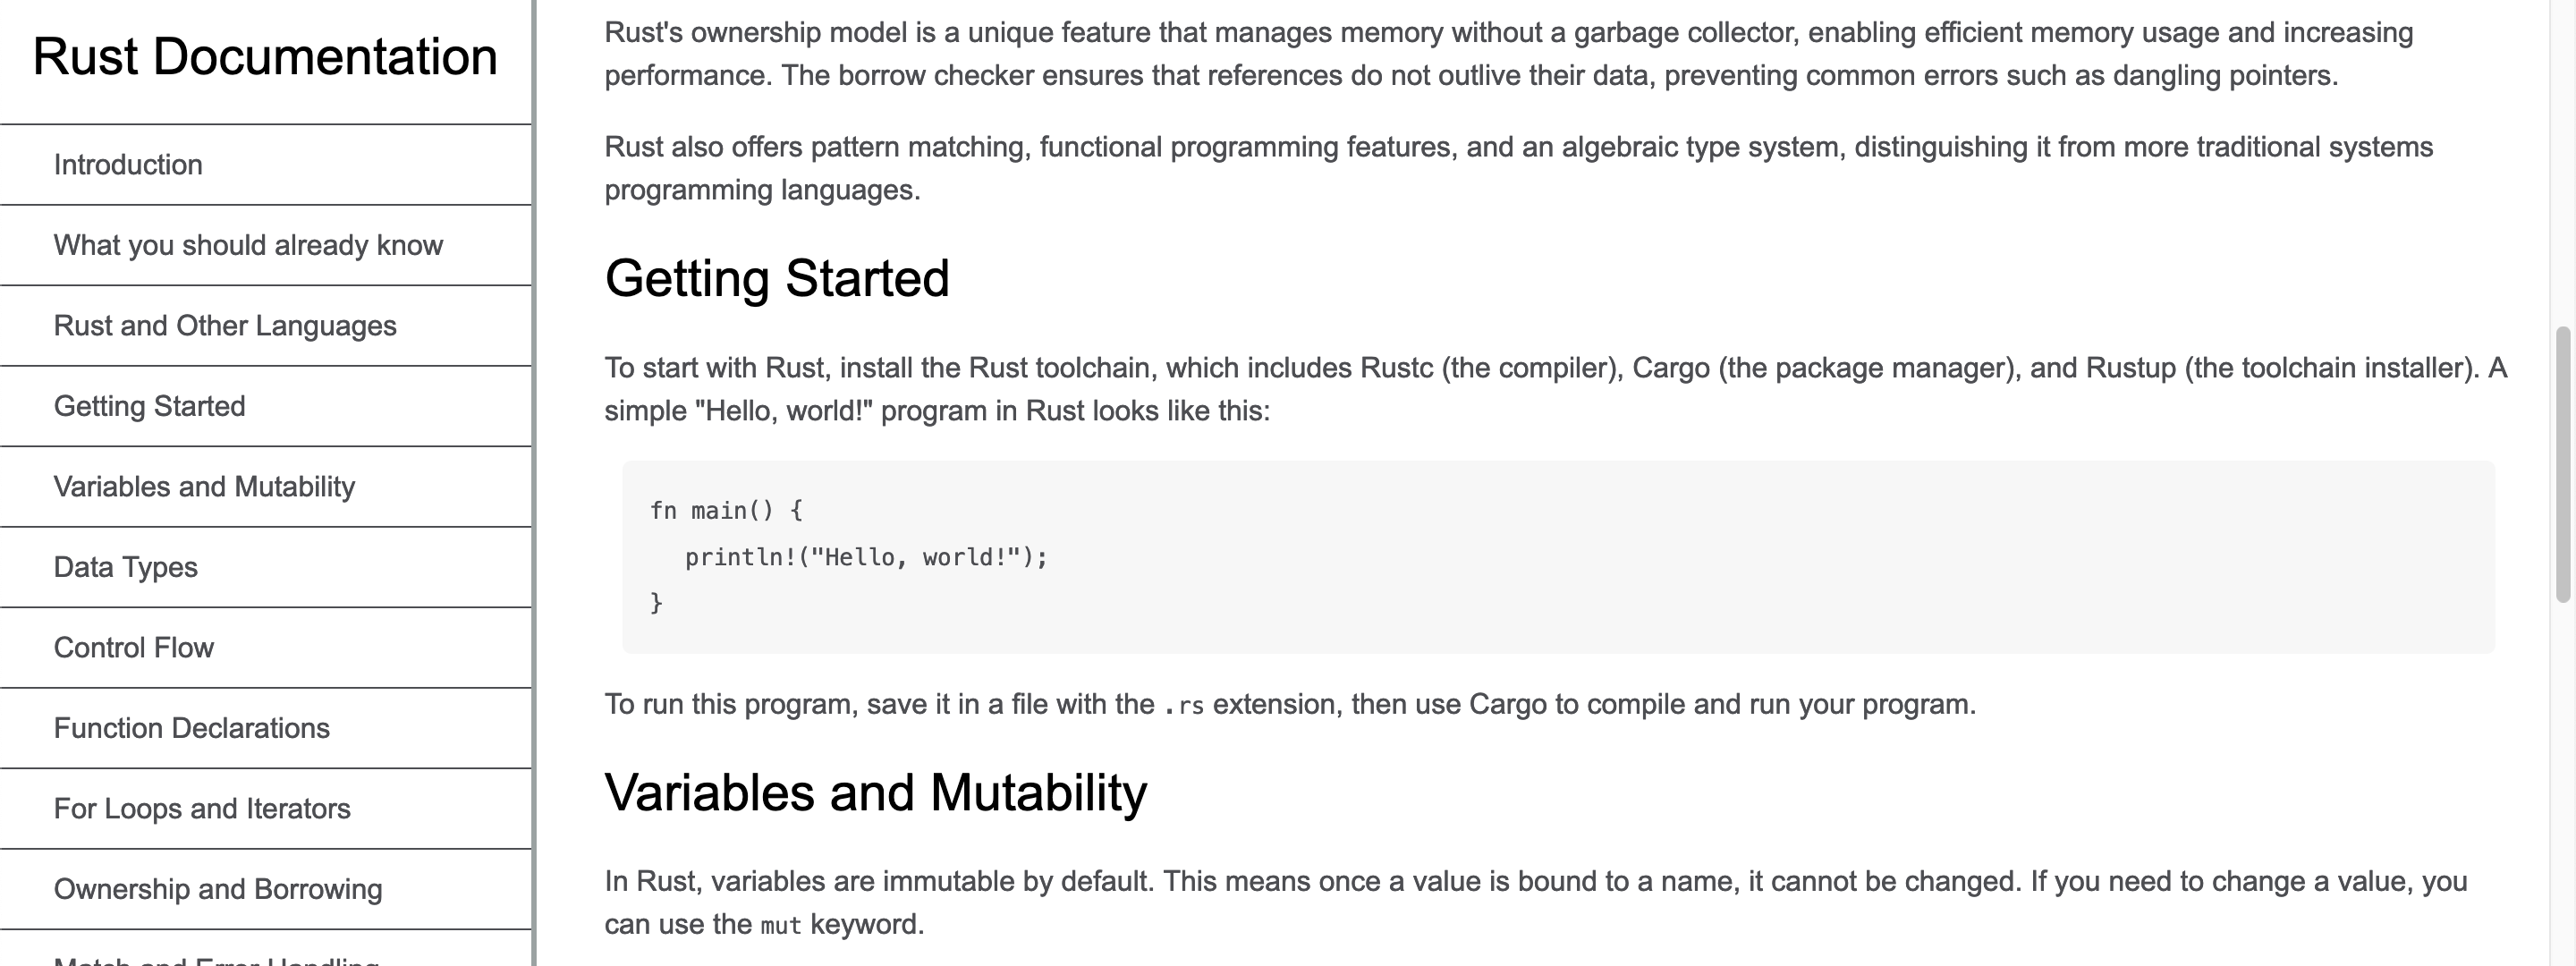 Rust Documentation
Introduction
What you should already know
Rust and Other Languages
Getting Started
Variables and Mutability
Data Types
Control Flow
Function Declarations
For Loops and Iterators
Ownership and Borrowing
Match and Error Handling
Rust's ownership model is a unique feature that manages memory without a garbage collector, enabling efficient memory usage and increasing
performance. The borrow checker ensures that references do not outlive their data, preventing common errors such as dangling pointers.
Rust also offers pattern matching, functional programming features, and an algebraic type system, distinguishing it from more traditional systems
programming languages.
Getting Started
To start with Rust, install the Rust toolchain, which includes Rustc (the compiler), Cargo (the package manager), and Rustup (the toolchain installer). A
simple "Hello, world!" program in Rust looks like this:
fn main() {
println!("Hello, world!");
}
To run this program, save it in a file with the .rs extension, then use Cargo to compile and run your program.
Variables and Mutability
In Rust, variables are immutable by default. This means once a value is bound to a name, it cannot be changed. If you need to change a value, you
can use the mut keyword.